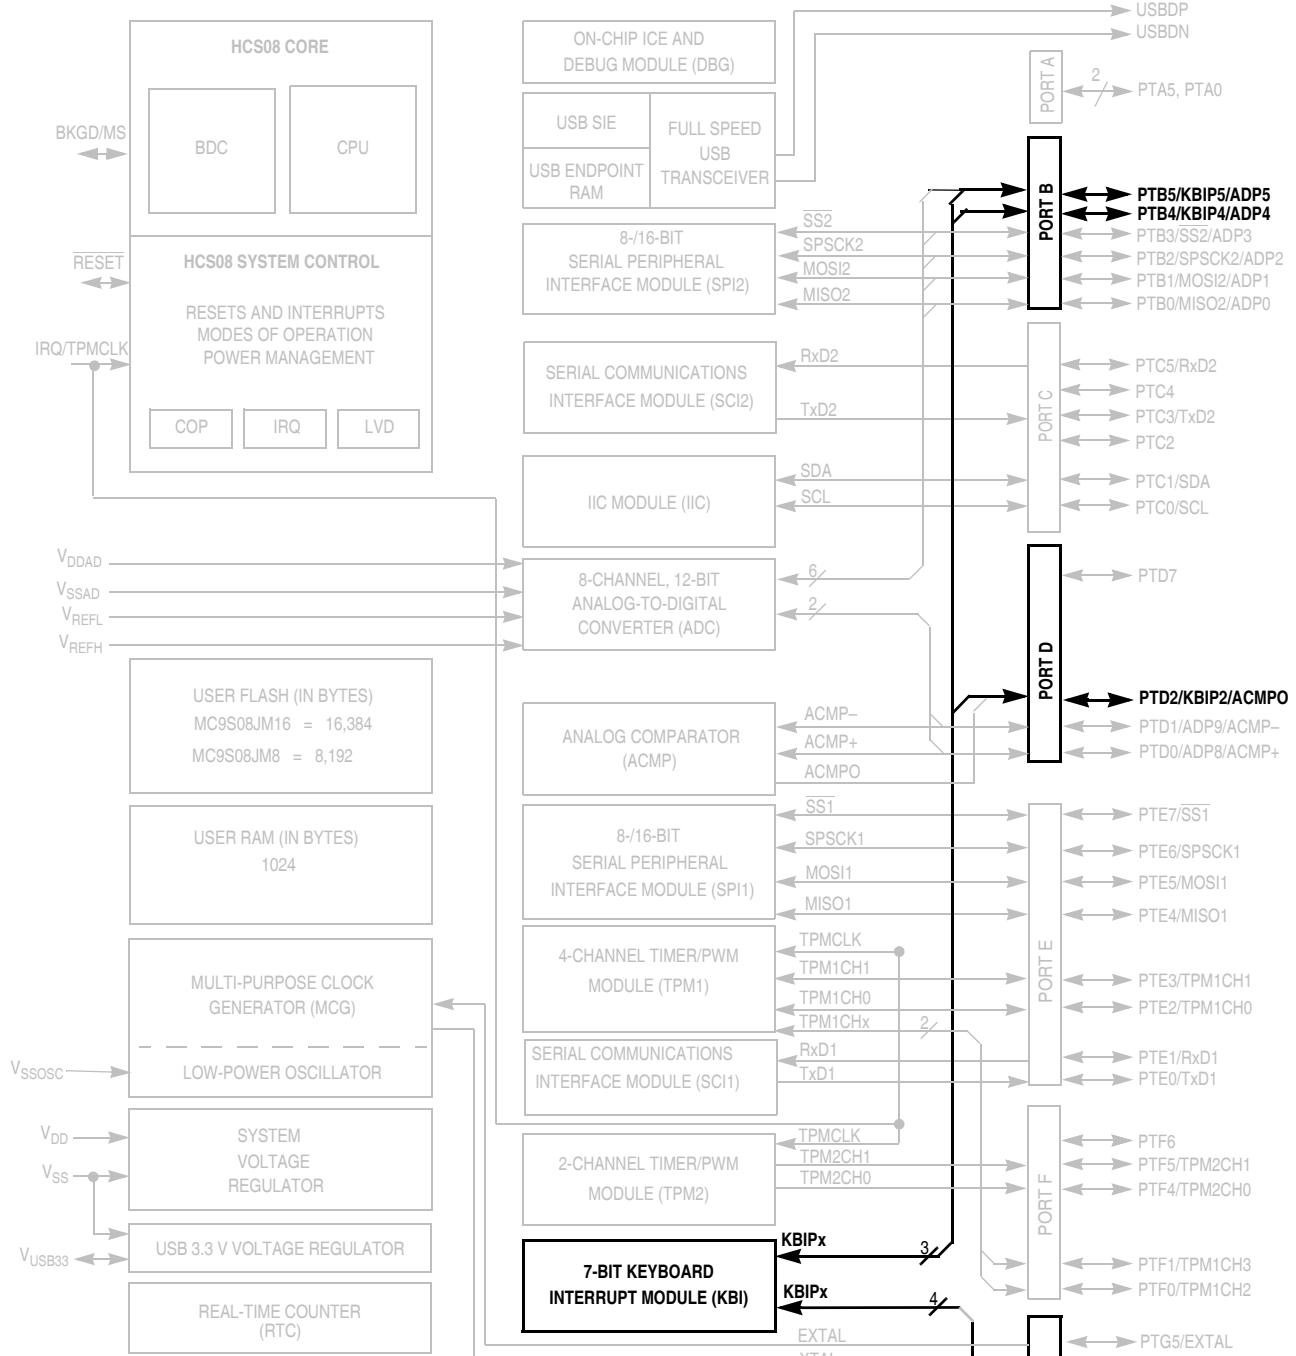 HCS08 CORE
BDC
CPU
BKGD/MS
RESET
HCS08 SYSTEM CONTROL
RESETS AND INTERRUPTS
MODES OF OPERATION
POWER MANAGEMENT
IRQ/TPMCLK
COP
IRQ
LVD
VDDAD
VSSAD
VREFL
VREFH
USER FLASH (IN BYTES)
MC9S08JM16 = 16,384
MC9S08JM8 = 8,192
USER RAM (IN BYTES)
1024
MULTI-PURPOSE CLOCK
GENERATOR (MCG)
LOW-POWER OSCILLATOR
VSSOSC
VDD
VSS
SYSTEM
VOLTAGE
REGULATOR
VUSB33
USB 3.3 V VOLTAGE REGULATOR
REAL-TIME COUNTER
(RTC)
ON-CHIP ICE AND
DEBUG MODULE (DBG)
USB SIE
USB ENDPOINT
RAM
FULL SPEED
USB
TRANSCEIVER
8-/16-BIT
SERIAL PERIPHERAL
INTERFACE MODULE (SPI2)
SS2
SPSCK2
MOSI2
MISO2
SERIAL COMMUNICATIONS
INTERFACE MODULE (SCI2)
RxD2
TxD2
IIC MODULE (IIC)
SDA
SCL
8-CHANNEL, 12-BIT
ANALOG-TO-DIGITAL
CONVERTER (ADC)
6
2
ANALOG COMPARATOR
(ACMP)
ACMP–
ACMP+
ACMPO
8-/16-BIT
SERIAL PERIPHERAL
INTERFACE MODULE (SPI1)
SS1
SPSCK1
MOSI1
MISO1
4-CHANNEL TIMER/PWM
MODULE (TPM1)
TPMCLK
TPM1CH1
TPM1CH0
TPM1CHx
2
SERIAL COMMUNICATIONS
INTERFACE MODULE (SCI1)
RxD1
TxD1
2-CHANNEL TIMER/PWM
MODULE (TPM2)
TPMCLK
TPM2CH1
TPM2CH0
7-BIT KEYBOARD
INTERRUPT MODULE (KBI)
KBIPx
3
KBIPx
4
EXTAL
XTAL
USBDP
USBDN
PORT A
2
PTA5, PTA0
PORT B
PTB5/KBIP5/ADP5
PTB4/KBIP4/ADP4
PTB3/SS2/ADP3
PTB2/SPSCK2/ADP2
PTB1/MOSI2/ADP1
PTB0/MISO2/ADP0
PORT C
PTC5/RxD2
PTC4
PTC3/TxD2
PTC2
PTC1/SDA
PTC0/SCL
PORT D
PTD7
PTD2/KBIP2/ACMPO
PTD1/ADP9/ACMP–
PTD0/ADP8/ACMP+
PORT E
PTE7/SS1
PTE6/SPSCK1
PTE5/MOSI1
PTE4/MISO1
PTE3/TPM1CH1
PTE2/TPM1CH0
PTE1/RxD1
PTE0/TxD1
PORT F
PTF6
PTF5/TPM2CH1
PTF4/TPM2CH0
PTF1/TPM1CH3
PTF0/TPM1CH2
PTG5/EXTAL